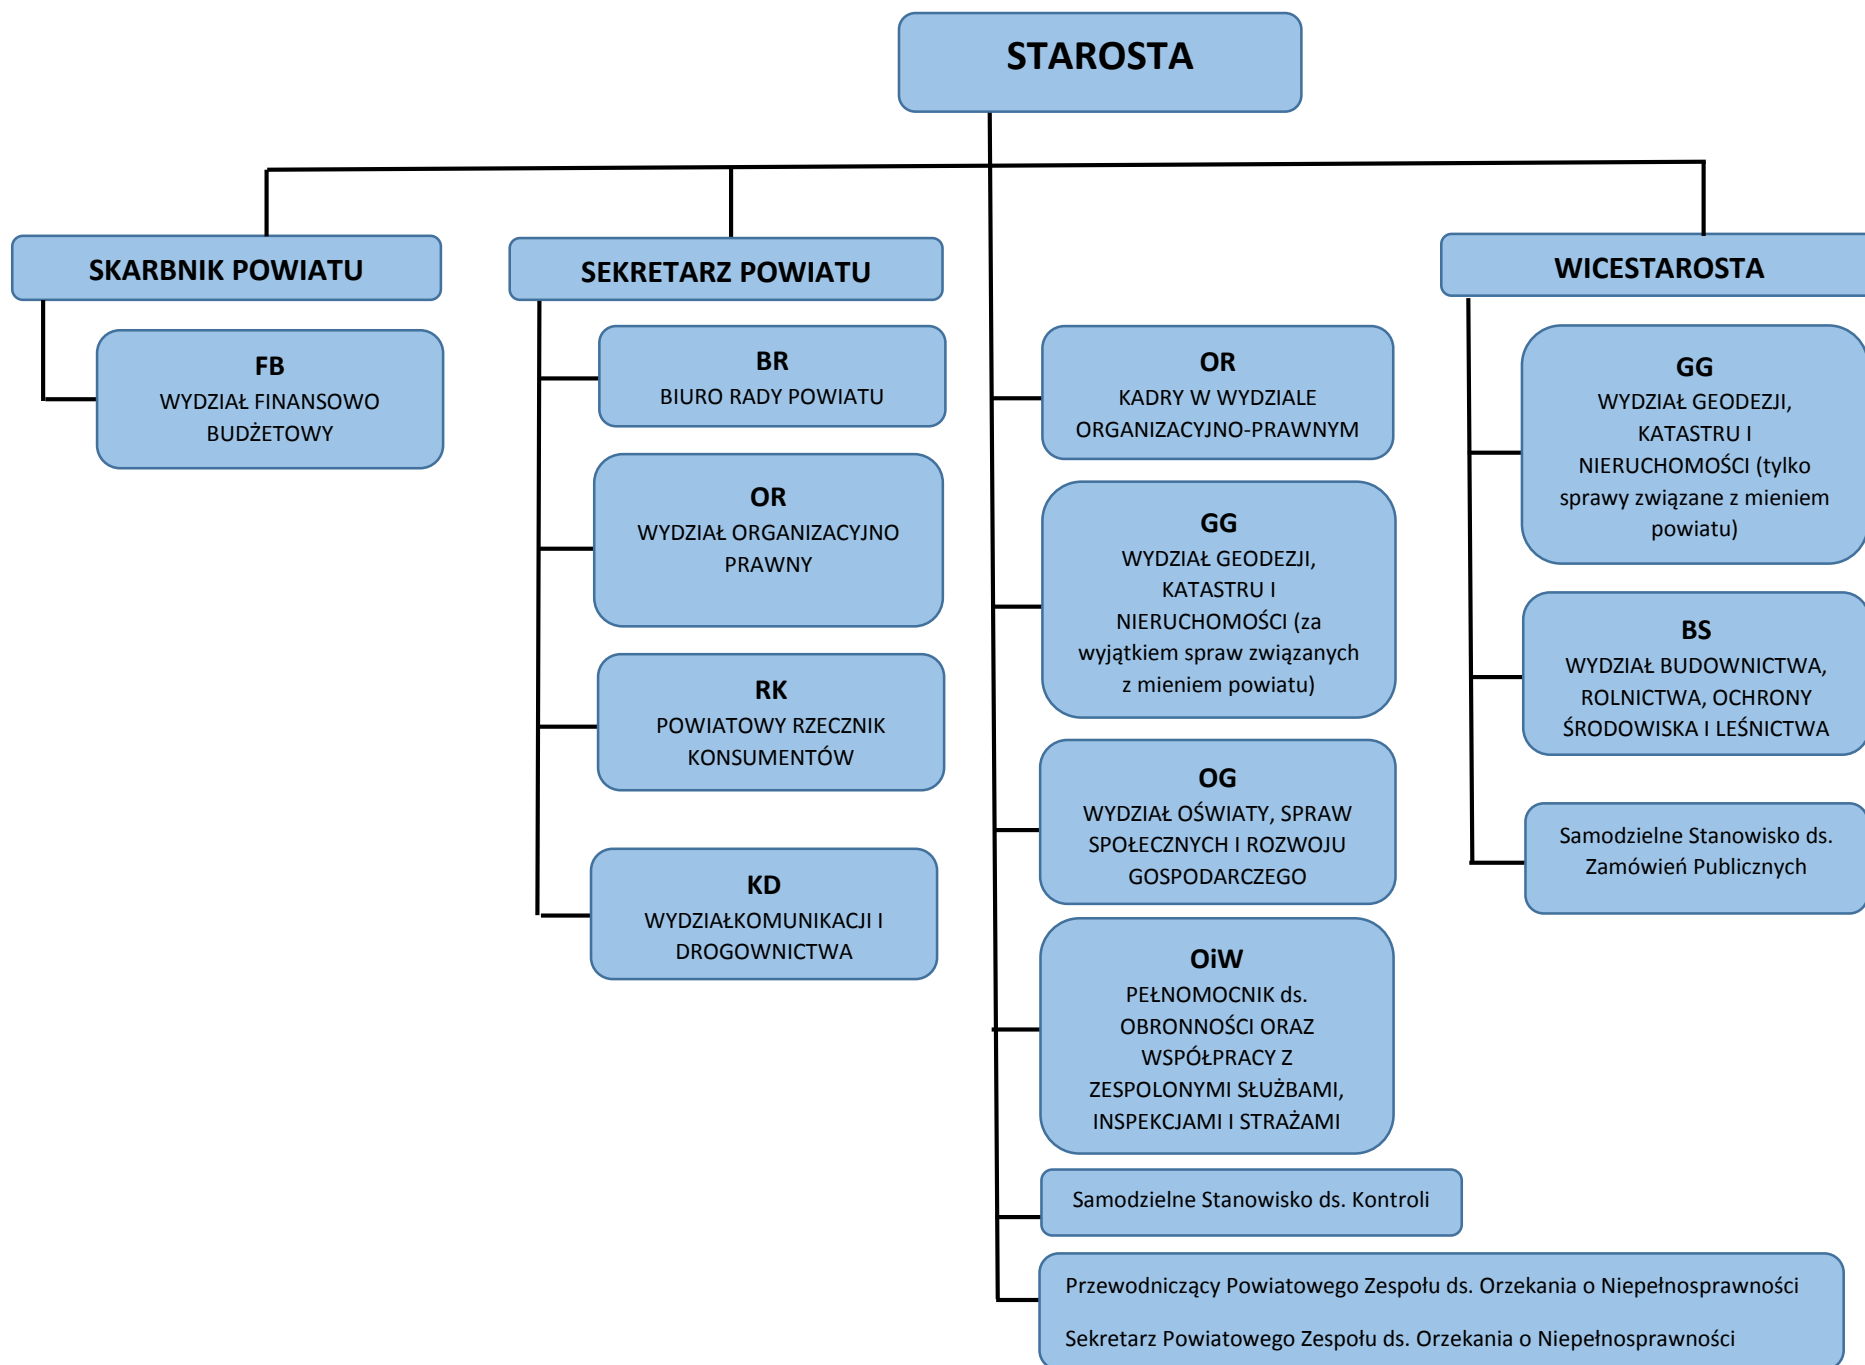 STAROSTA
SKARBNIK POWIATU
FB
WYDZIAŁ FINANSOWO
BUDŻETOWY
SEKRETARZ POWIATU
BR
BIURO RADY POWIATU
OR
WYDZIAŁ ORGANIZACYJNO
PRAWNY
RK
POWIATOWY RZECZNIK
KONSUMENTÓW
KD
WYDZIAŁKOMUNIKACJI I
DROGOWNICTWA
OR
KADRY W WYDZIALE
ORGANIZACYJNO-PRAWNYM
GG
WYDZIAŁ GEODEZJI,
KATASTRU I
NIERUCHOMOŚCI (za
wyjątkiem spraw związanych
z mieniem powiatu)
OG
WYDZIAŁ OŚWIATY, SPRAW
SPOŁECZNYCH I ROZWOJU
GOSPODARCZEGO
OiW
PEŁNOMOCNIK ds.
OBRONNOŚCI ORAZ
WSPÓŁPRACY Z
ZESPOLONYMI SŁUŻBAMI,
INSPEKCJAMI I STRAŻAMI
Samodzielne Stanowisko ds. Kontroli
Przewodniczący Powiatowego Zespołu ds. Orzekania o Niepełnosprawności
Sekretarz Powiatowego Zespołu ds. Orzekania o Niepełnosprawności
WICESTAROSTA
GG
WYDZIAŁ GEODEZJI,
KATASTRU I
NIERUCHOMOŚCI (tylko
sprawy związane z mieniem
powiatu)
BS
WYDZIAŁ BUDOWNICTWA,
ROLNICTWA, OCHRONY
ŚRODOWISKA I LEŚNICTWA
Samodzielne Stanowisko ds.
Zamówień Publicznych